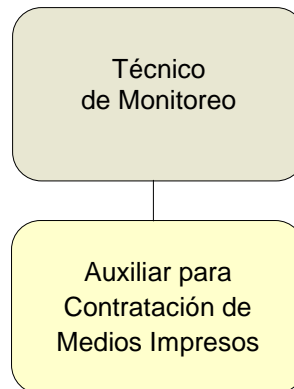 Técnico
de Monitoreo
Auxiliar para
Contratación de
Medios Impresos